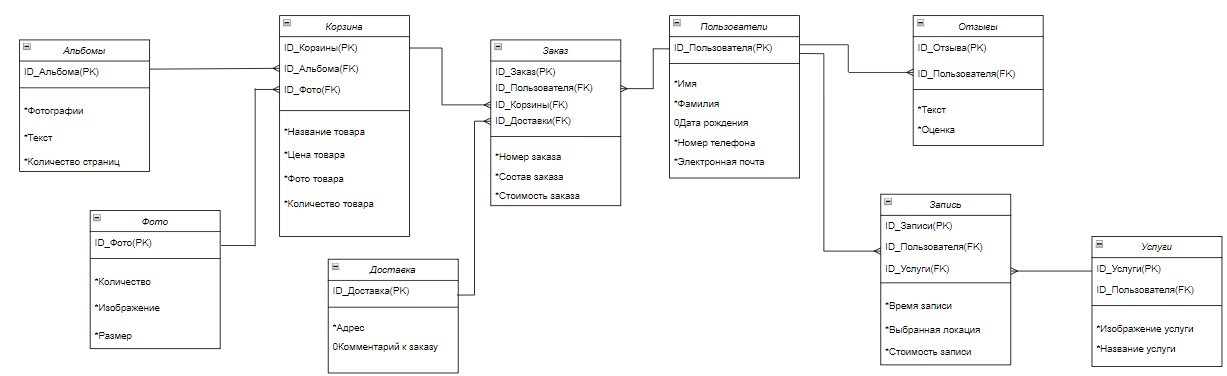 Альбомы
ID_Альбома(PK)
*Фотографии
*Текст
*Количество страниц
Корзина
ID_Корзины(PK)
ID_Альбома(FK)
ID_Фото(FK)
*Название товара
*Цена товара
*Фото товара
*Количество товара
Заказ
ID_Заказ(PK)
ID_Пользователя(FK)
ID_Корзины(FK)
ID_Доставки(FK)
*Номер заказа
*Состав заказа
*Стоимость заказа
Пользователи
ID_Пользователя(PK)
*Имя
*Фамилия
0Дата рождения
*Номер телефона
*Электронная почта
Отзывы
ID_Отзыва(PK)
ID_Пользователя(FK)
*Текст
*Оценка
Фото
ID_Фото(PK)
*Количество
*Изображение
*Размер
Доставка
ID_Доставка(PK)
*Адрес
0Комментарий к заказу
Запись
ID_Записи(PK)
ID_Пользователя(FK)
ID_Услуги(FK)
*Время записи
*Выбранная локация
*Стоимость записи
Услуги
ID_Услуги(PK)
ID_Пользователя(FK)
*Изображение услуги
*Название услуги